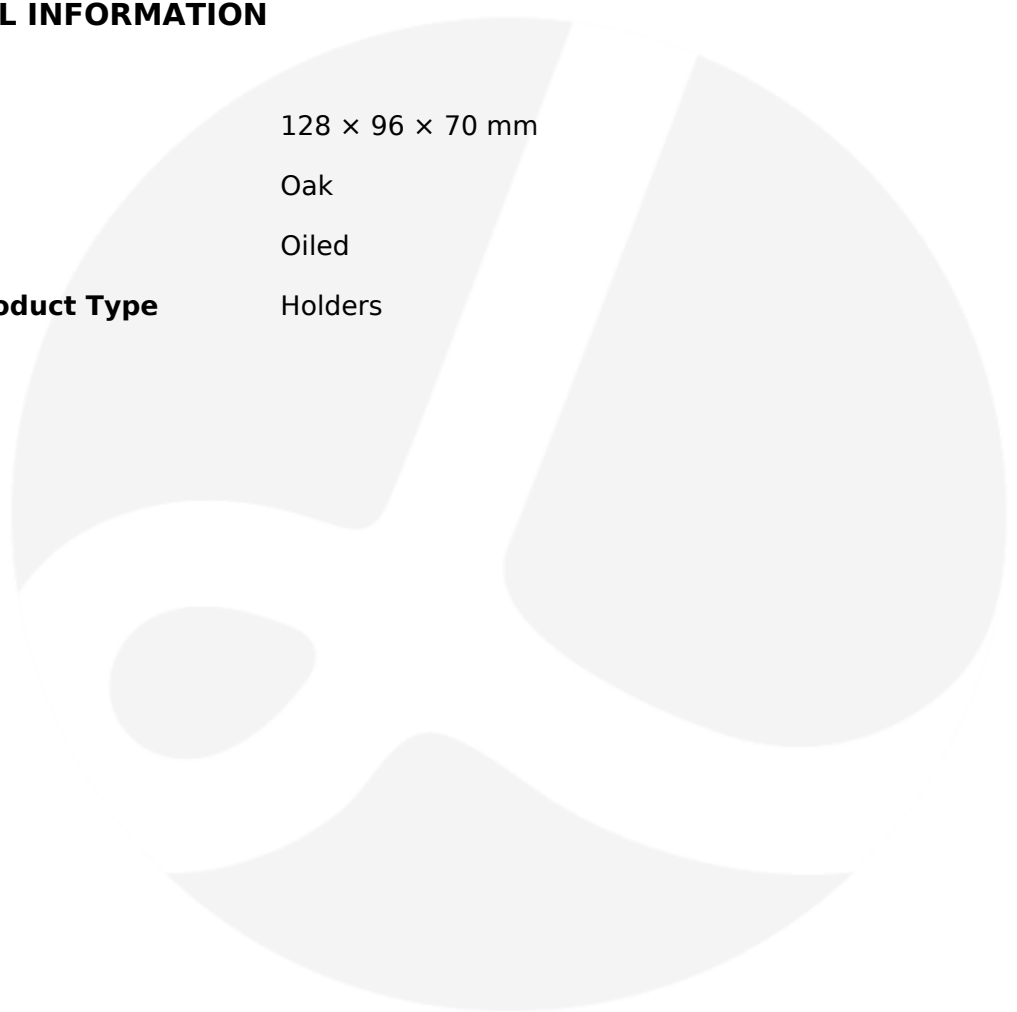 L INFORMATION
128 × 96 × 70 mm
Oak
Oiled
oduct Type Holders